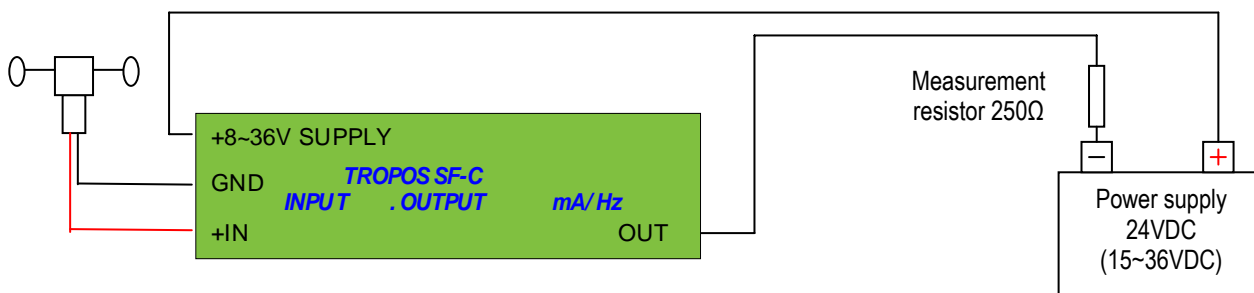 +8~36V SUPPLY
GND
+IN
TROPOS SF-C
INPUT . OUTPUT mA/Hz
OUT
Measurement
resistor 250Ω
−
+
Power supply
24VDC
(15~36VDC)